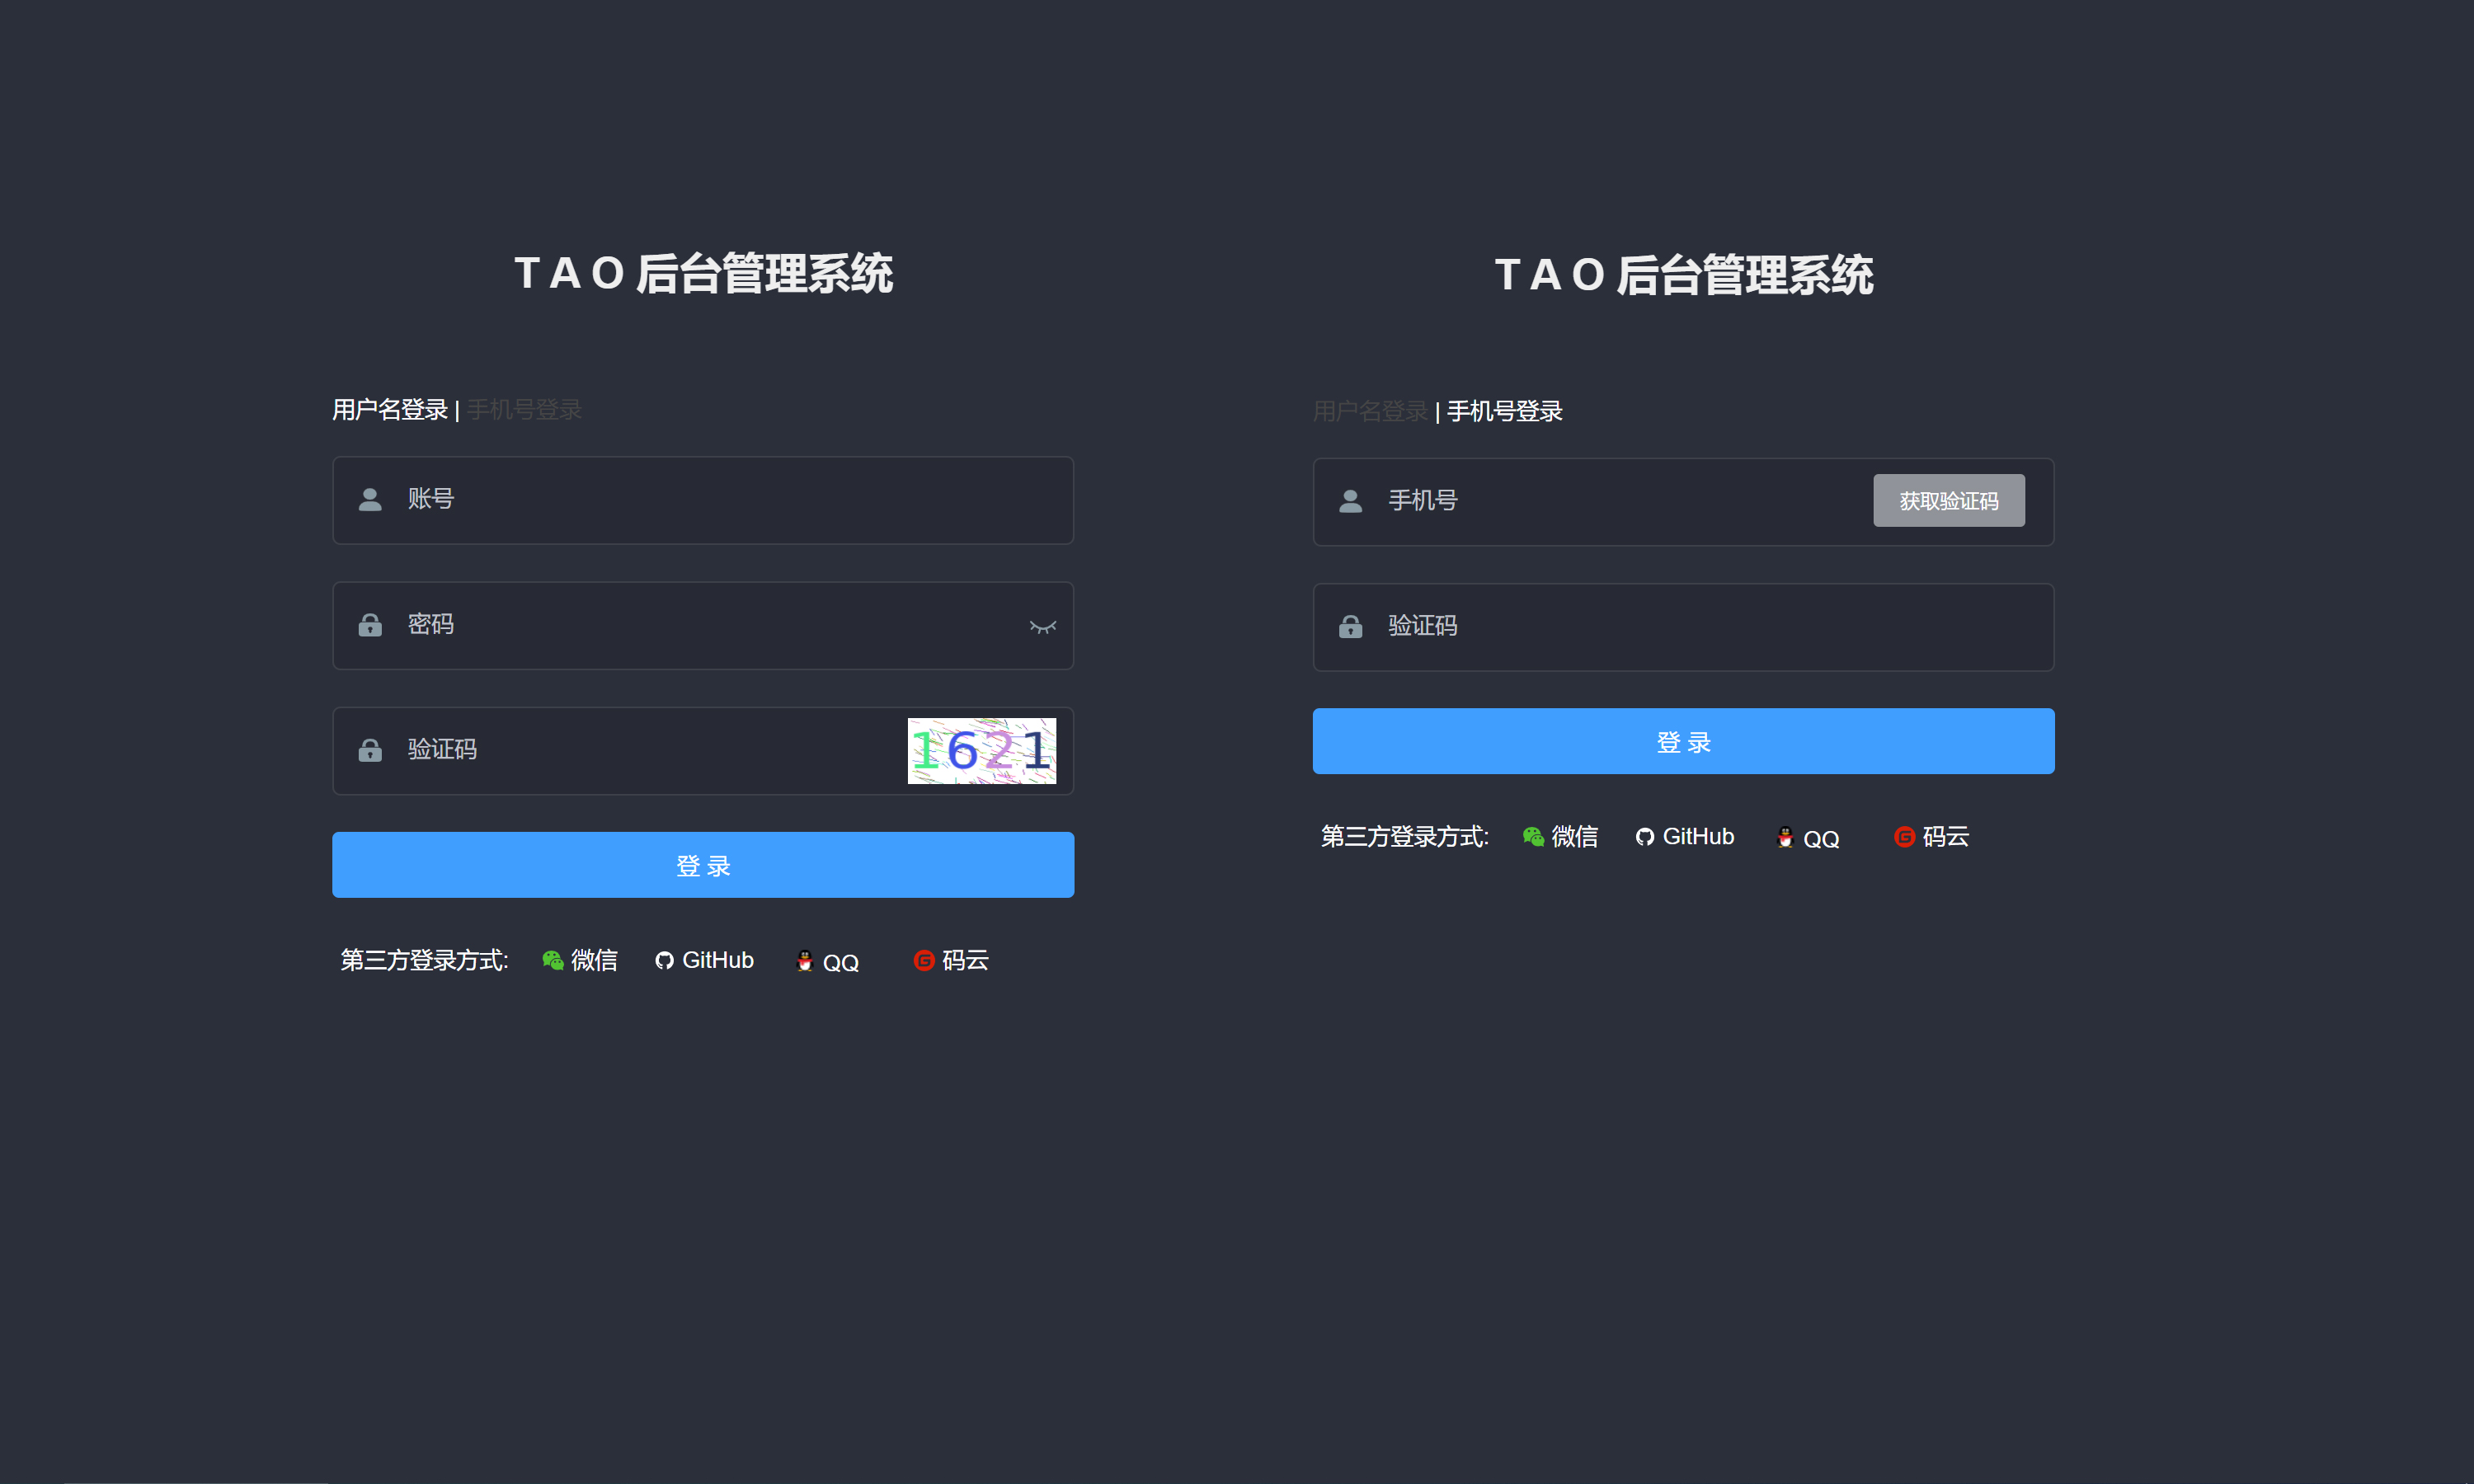 T A O 后台管理系统
用户名登录 | 手机号登录
账号
密码
验证码 1621
登 录
第三方登录方式: 微信 GitHub QQ 码云
T A O 后台管理系统
用户名登录 | 手机号登录
手机号 获取验证码
验证码
登 录
第三方登录方式: 微信 GitHub QQ 码云